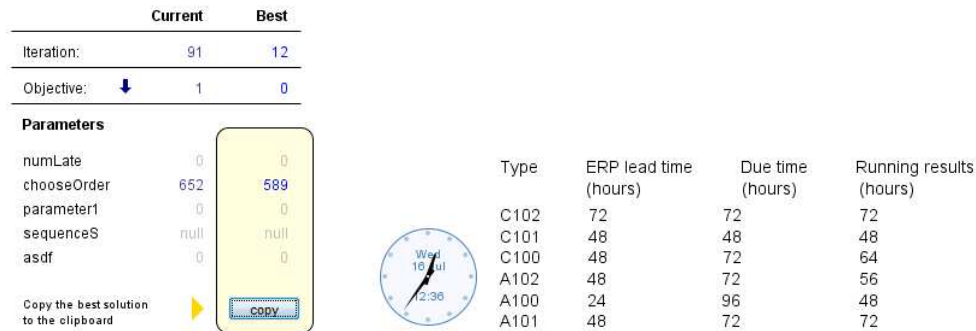 Current Best
Iteration: 91 12
Objective: 1 0
Parameters
numLate 0 0
chooseOrder 652 589
parameter1 0 0
sequenceS null null
asdf 0 0
Copy the best solution
to the clipboard
copy
Wed
16
12:36
Type ERP lead time Due time Running results
(hours) (hours) (hours)
C102 72 72 72
C101 48 48 48
C100 48 72 64
A102 48 72 56
A100 24 96 48
A101 48 72 72